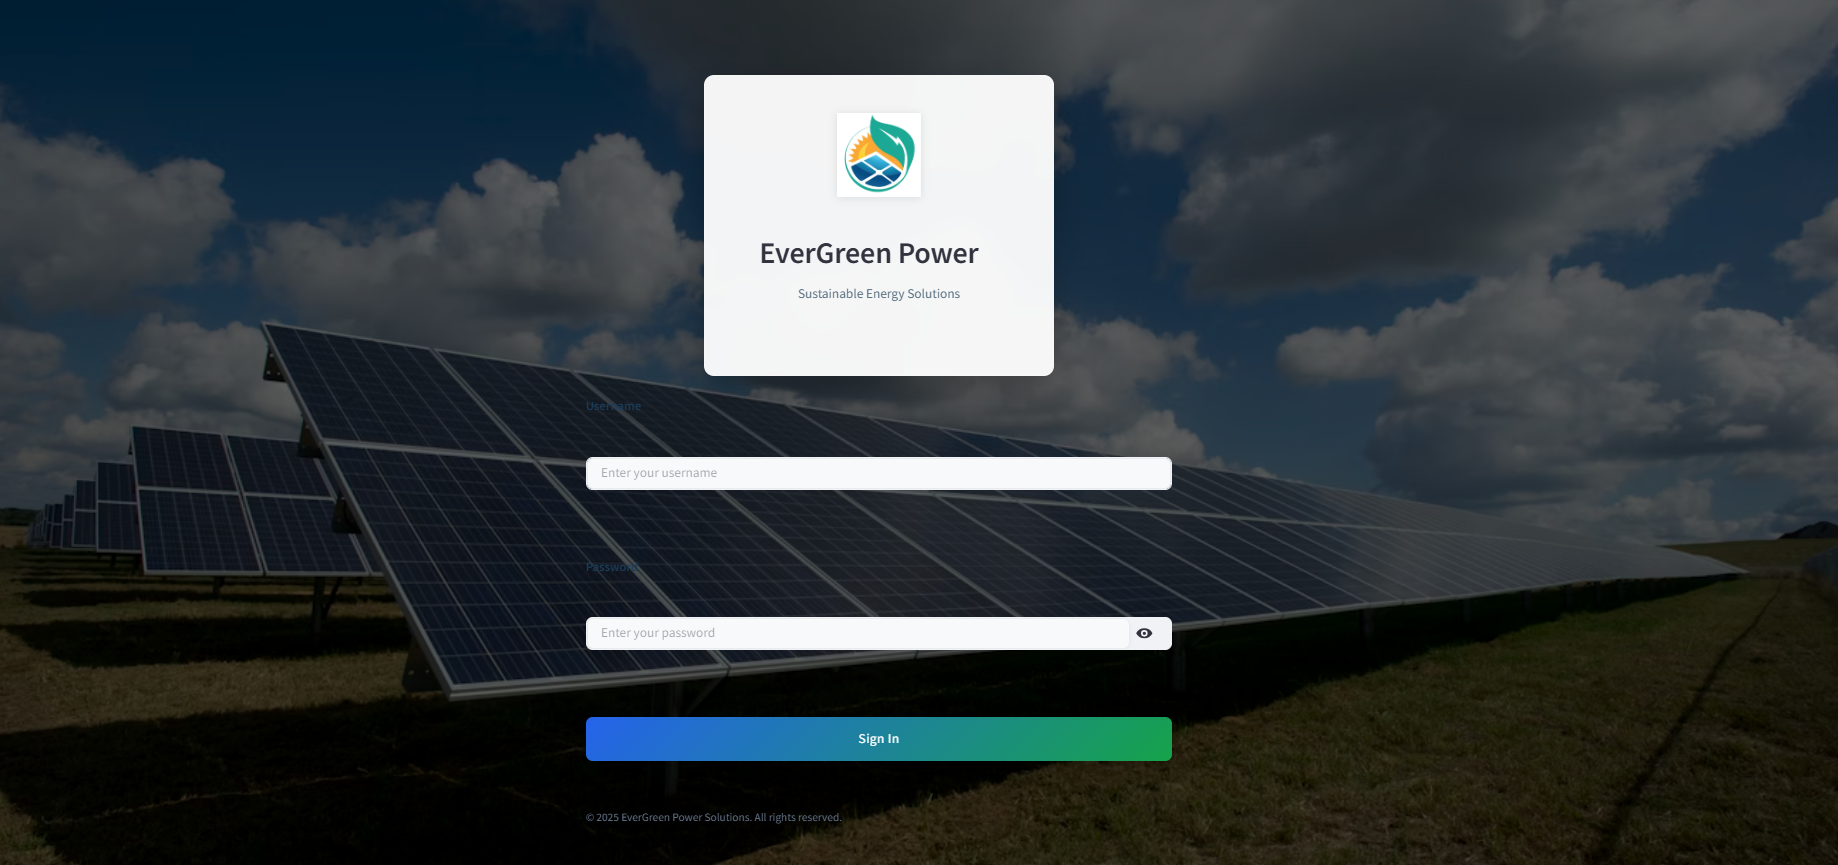 EverGreen Power
Sustainable Energy Solutions
Username
Enter your username
Password
Enter your password
Sign In
© 2025 EverGreen Power Solutions. All rights reserved.